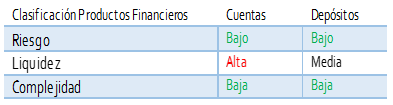 Clasificación Productos Financieros Cuentas Depósitos
Riesgo Bajo Bajo
Liquidez Alta Media
Complejidad Baja Baja